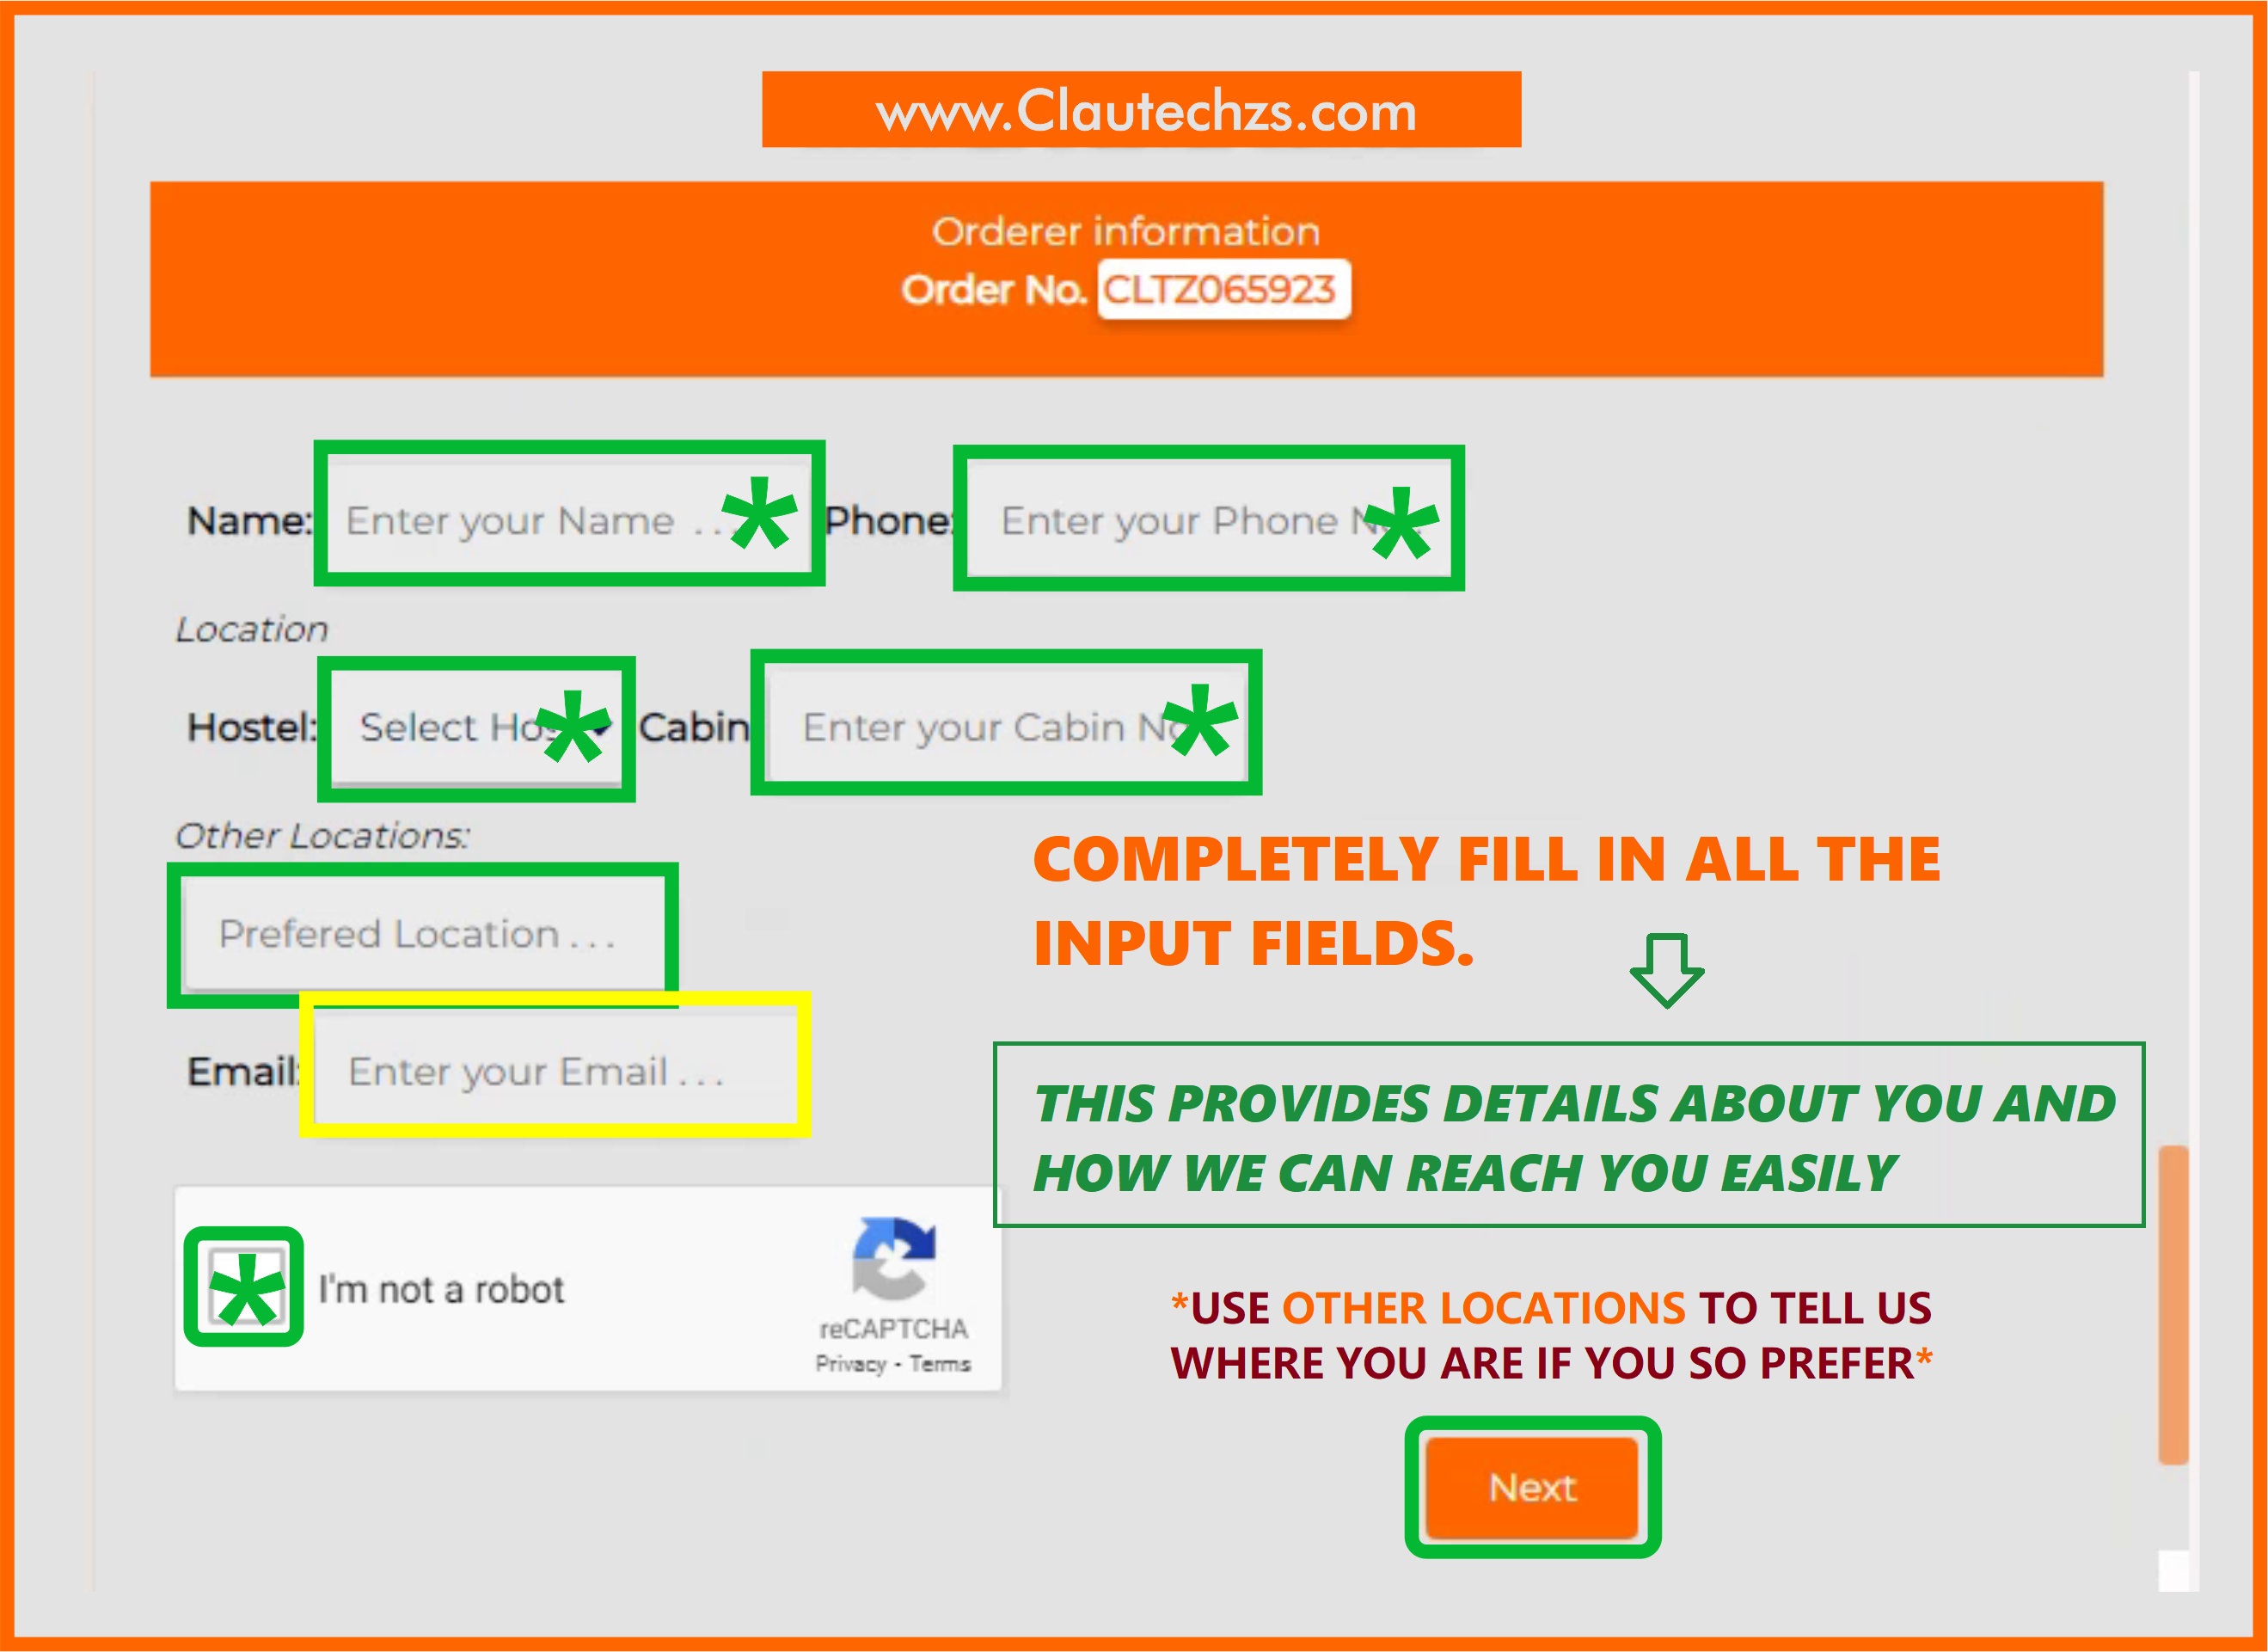 www.Clautechzs.com
Orderer information
Order No. CLTZ065923
Name: Enter your Name . . . * Phone: Enter your Phone *
Location
Hostel: Select * Cabin Enter your Cabin No *
Other Locations:
Prefered Location . . .
Email: Enter your Email . . .
* I'm not a robot
reCAPTCHA
Privacy - Terms
COMPLETELY FILL IN ALL THE
INPUT FIELDS.
THIS PROVIDES DETAILS ABOUT YOU AND
HOW WE CAN REACH YOU EASILY
*USE OTHER LOCATIONS TO TELL US
WHERE YOU ARE IF YOU SO PREFER*
Next